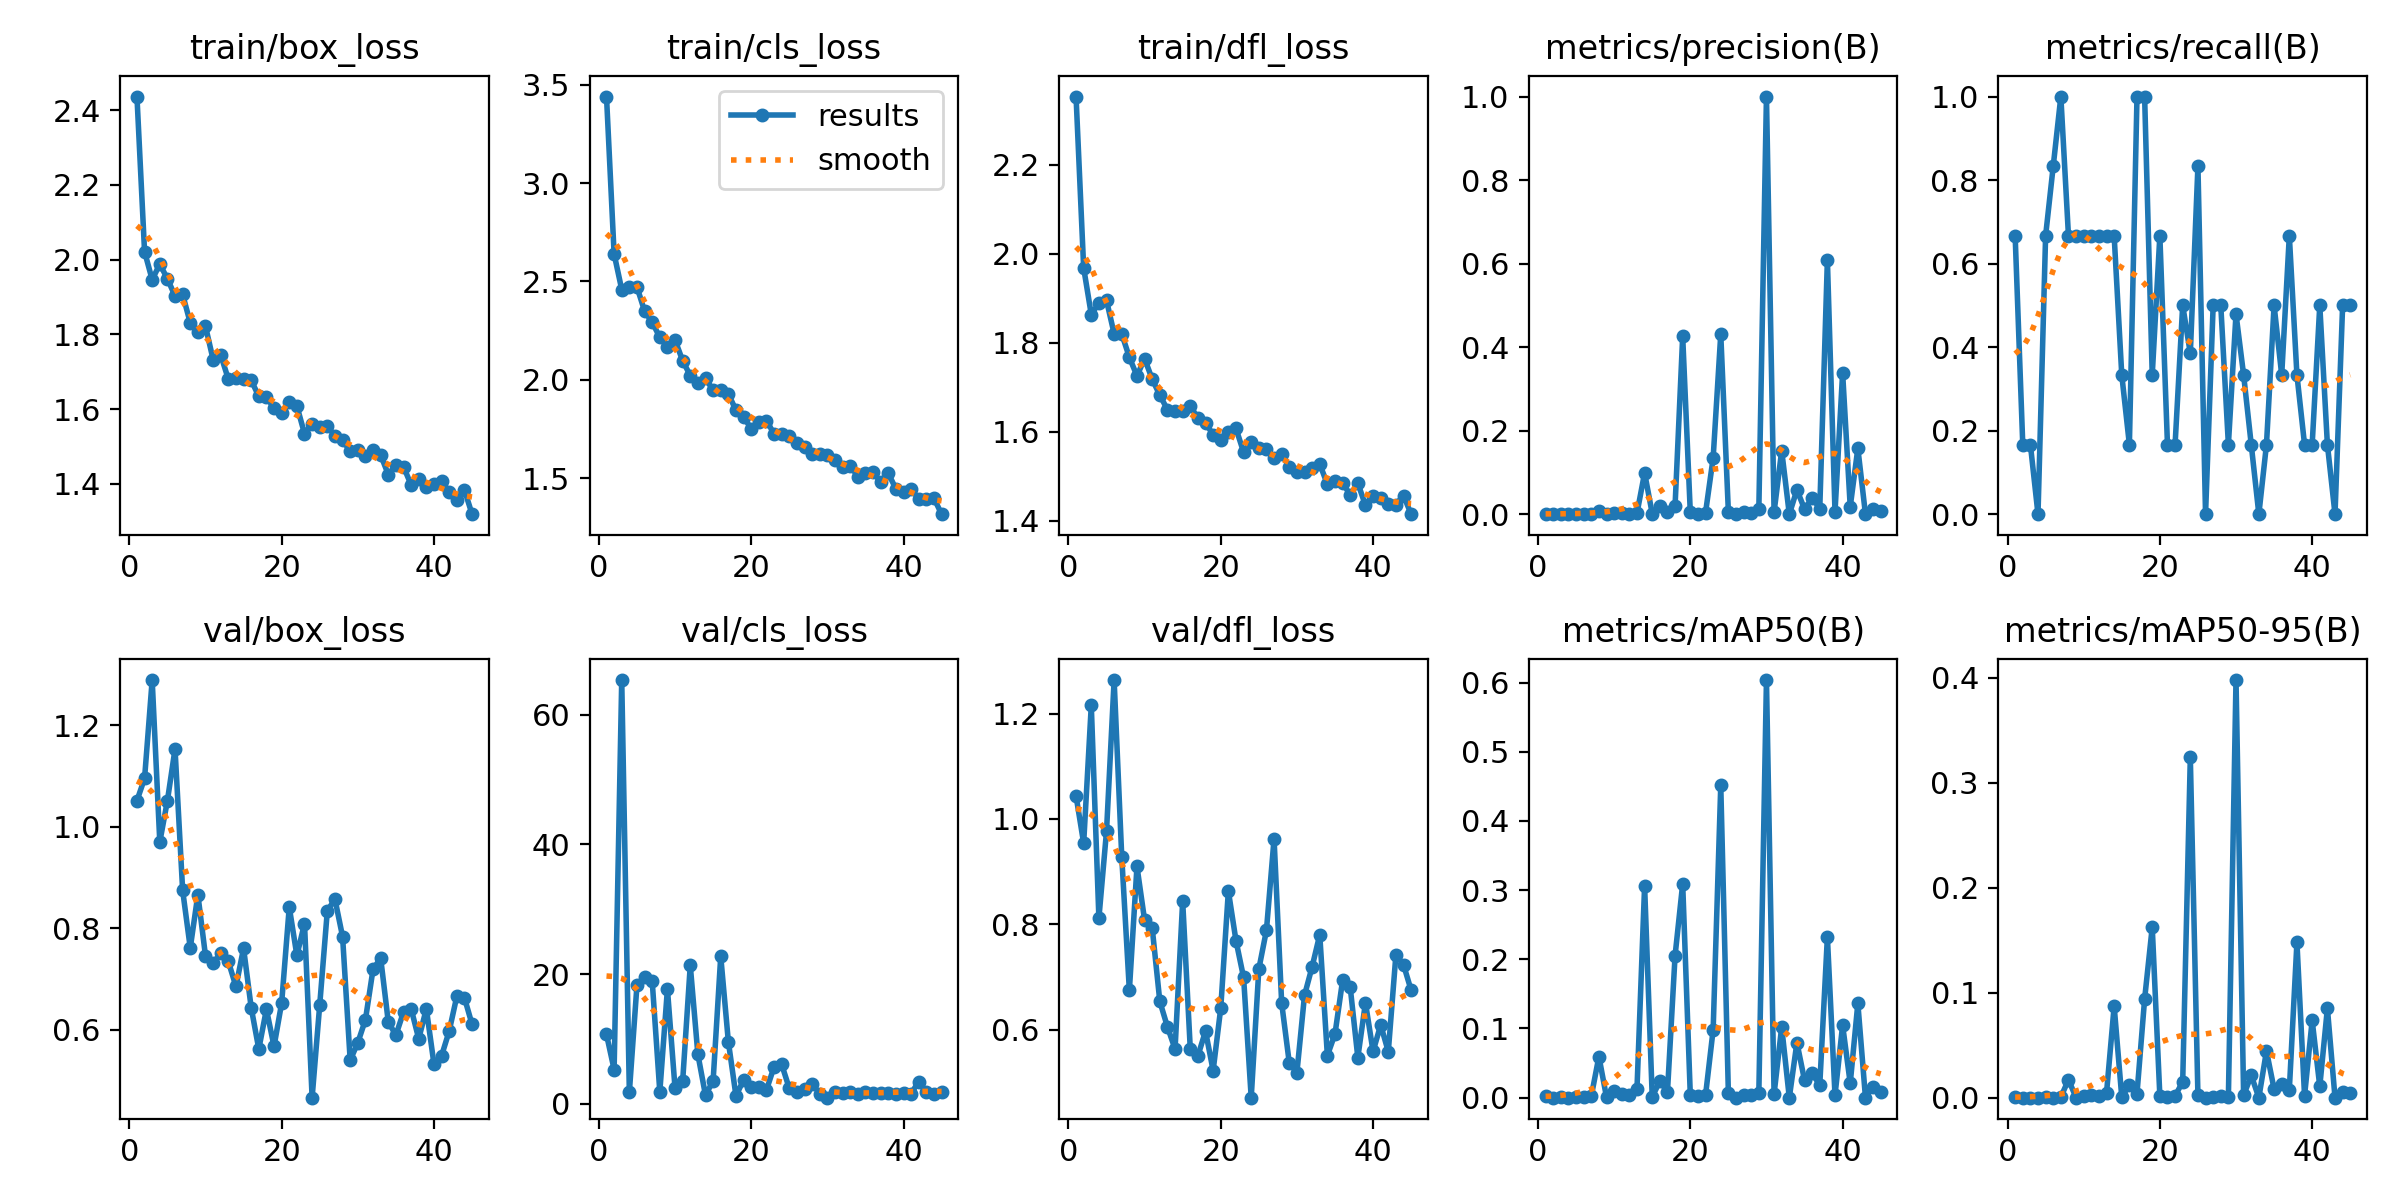 train/box_loss
2.4
2.2
2.0
1.8
1.6
1.4
0 20 40
train/cls_loss
results
smooth
3.5
3.0
2.5
2.0
1.5
0 20 40
train/dfl_loss
2.2
2.0
1.8
1.6
1.4
0 20 40
metrics/precision(B)
1.0
0.8
0.6
0.4
0.2
0.0
0 20 40
metrics/recall(B)
1.0
0.8
0.6
0.4
0.2
0.0
0 20 40
val/box_loss
1.2
1.0
0.8
0.6
0 20 40
val/cls_loss
60
40
20
0
0 20 40
val/dfl_loss
1.2
1.0
0.8
0.6
0 20 40
metrics/mAP50(B)
0.6
0.5
0.4
0.3
0.2
0.1
0.0
0 20 40
metrics/mAP50-95(B)
0.4
0.3
0.2
0.1
0.0
0 20 40